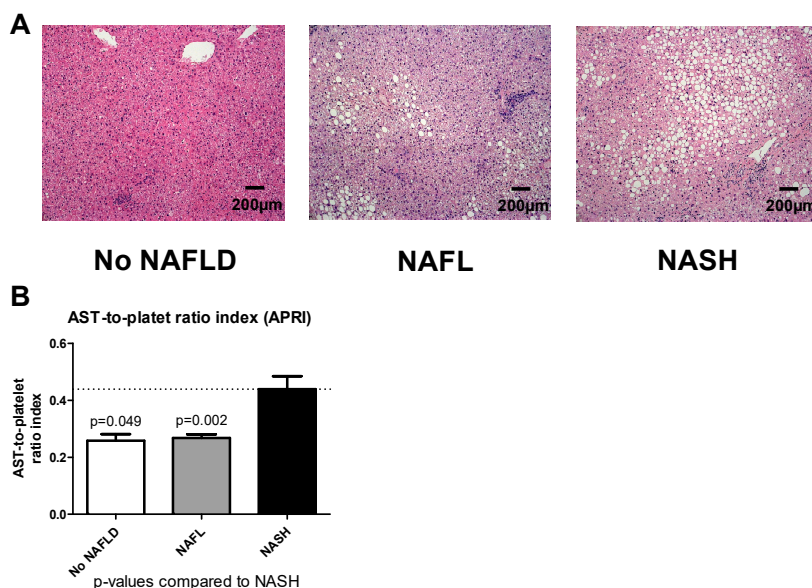 A
200µm
200µm
200µm
No NAFLD
NAFL
NASH
B
AST-to-platet ratio index (APRI)
AST-to-platelet
ratio index
0.6
0.4
0.2
0.0
p=0.049
p=0.002
No NAFLD
NAFL
NASH
p-values compared to NASH